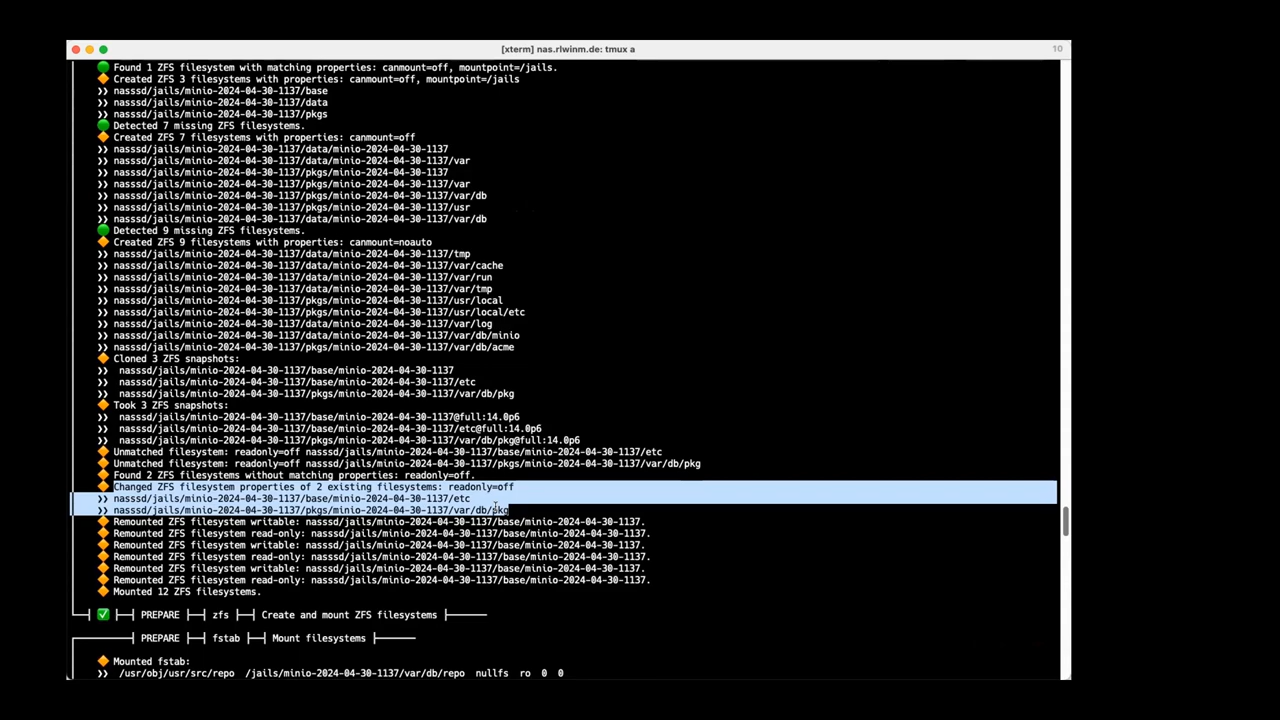 [xterm] nas.rlwinm.de: tmux a
10
Found 1 ZFS filesystem with matching properties: canmount=off, mountpoint=/jails.
Created ZFS 3 filesystems with properties: canmount=off, mountpoint=/jails
❯❯ nasssd/jails/minio-2024-04-30-1137/base
❯❯ nasssd/jails/minio-2024-04-30-1137/data
❯❯ nasssd/jails/minio-2024-04-30-1137/pkgs
Detected 7 missing ZFS filesystems.
Created ZFS 7 filesystems with properties: canmount=off
❯❯ nasssd/jails/minio-2024-04-30-1137/data/minio-2024-04-30-1137
❯❯ nasssd/jails/minio-2024-04-30-1137/data/minio-2024-04-30-1137/var
❯❯ nasssd/jails/minio-2024-04-30-1137/pkgs/minio-2024-04-30-1137
❯❯ nasssd/jails/minio-2024-04-30-1137/pkgs/minio-2024-04-30-1137/var
❯❯ nasssd/jails/minio-2024-04-30-1137/pkgs/minio-2024-04-30-1137/var/db
❯❯ nasssd/jails/minio-2024-04-30-1137/pkgs/minio-2024-04-30-1137/usr
❯❯ nasssd/jails/minio-2024-04-30-1137/data/minio-2024-04-30-1137/var/db
Detected 9 missing ZFS filesystems.
Created ZFS 9 filesystems with properties: canmount=noauto
❯❯ nasssd/jails/minio-2024-04-30-1137/data/minio-2024-04-30-1137/tmp
❯❯ nasssd/jails/minio-2024-04-30-1137/data/minio-2024-04-30-1137/var/cache
❯❯ nasssd/jails/minio-2024-04-30-1137/data/minio-2024-04-30-1137/var/run
❯❯ nasssd/jails/minio-2024-04-30-1137/data/minio-2024-04-30-1137/var/tmp
❯❯ nasssd/jails/minio-2024-04-30-1137/pkgs/minio-2024-04-30-1137/usr/local
❯❯ nasssd/jails/minio-2024-04-30-1137/pkgs/minio-2024-04-30-1137/usr/local/etc
❯❯ nasssd/jails/minio-2024-04-30-1137/data/minio-2024-04-30-1137/var/log
❯❯ nasssd/jails/minio-2024-04-30-1137/data/minio-2024-04-30-1137/var/db/minio
❯❯ nasssd/jails/minio-2024-04-30-1137/data/minio-2024-04-30-1137/var/db/acme
Cloned 3 ZFS snapshots:
❯❯ nasssd/jails/minio-2024-04-30-1137/base/minio-2024-04-30-1137
❯❯ nasssd/jails/minio-2024-04-30-1137/base/minio-2024-04-30-1137/etc
❯❯ nasssd/jails/minio-2024-04-30-1137/pkgs/minio-2024-04-30-1137/var/db/pkg
Took 3 ZFS snapshots:
❯❯ nasssd/jails/minio-2024-04-30-1137/base/minio-2024-04-30-1137@full:14.0p6
❯❯ nasssd/jails/minio-2024-04-30-1137/base/minio-2024-04-30-1137/etc@full:14.0p6
❯❯ nasssd/jails/minio-2024-04-30-1137/pkgs/minio-2024-04-30-1137/var/db/pkg@full:14.0p6
Unmatched filesystem: readonly=off nasssd/jails/minio-2024-04-30-1137/base/minio-2024-04-30-1137/etc
Unmatched filesystem: readonly=off nasssd/jails/minio-2024-04-30-1137/pkgs/minio-2024-04-30-1137/var/db/pkg
Found 2 ZFS filesystems without matching properties: readonly=off.
Changed ZFS filesystem properties of 2 existing filesystems: readonly=off
❯❯ nasssd/jails/minio-2024-04-30-1137/base/minio-2024-04-30-1137/etc
❯❯ nasssd/jails/minio-2024-04-30-1137/pkgs/minio-2024-04-30-1137/var/db/pkg
Remounted ZFS filesystem writable: nasssd/jails/minio-2024-04-30-1137/base/minio-2024-04-30-1137.
Remounted ZFS filesystem read-only: nasssd/jails/minio-2024-04-30-1137/base/minio-2024-04-30-1137.
Remounted ZFS filesystem writable: nasssd/jails/minio-2024-04-30-1137/base/minio-2024-04-30-1137.
Remounted ZFS filesystem read-only: nasssd/jails/minio-2024-04-30-1137/base/minio-2024-04-30-1137.
Remounted ZFS filesystem writable: nasssd/jails/minio-2024-04-30-1137/base/minio-2024-04-30-1137.
Remounted ZFS filesystem read-only: nasssd/jails/minio-2024-04-30-1137/base/minio-2024-04-30-1137.
Mounted 12 ZFS filesystems.
PREPARE zfs Create and mount ZFS filesystems
PREPARE fstab Mount filesystems
Mounted fstab:
❯❯ /usr/obj/usr/src/repo /jails/minio-2024-04-30-1137/var/db/repo nullfs ro 0 0